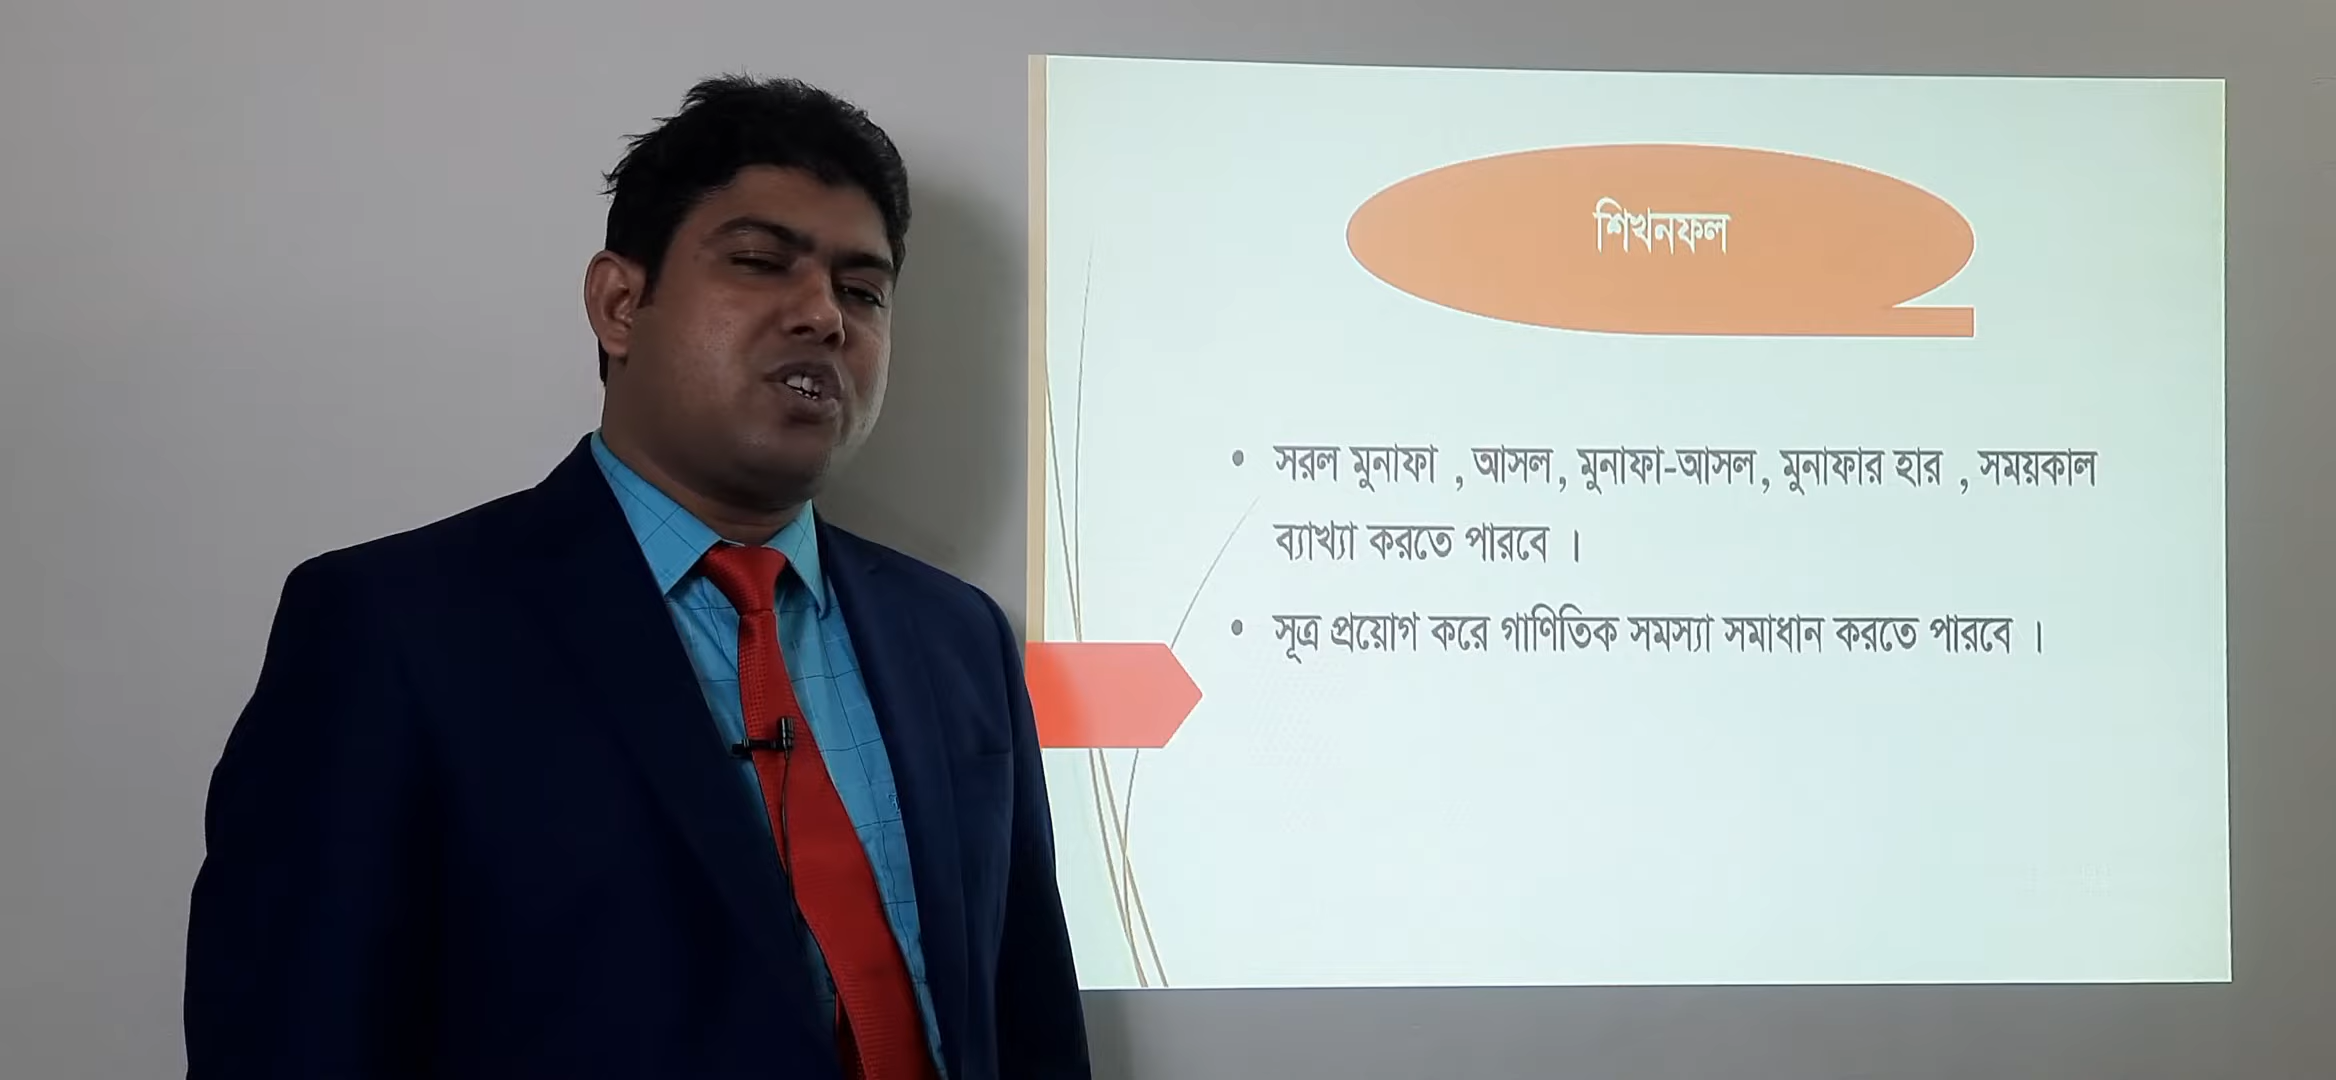 শিখনফল
• সরল মুনাফা , আসল, মুনাফা-আসল, মুনাফার হার , সময়কাল
ব্যাখ্যা করতে পারবে ।
• সূত্র প্রয়োগ করে গাণিতিক সমস্যা সমাধান করতে পারবে ।